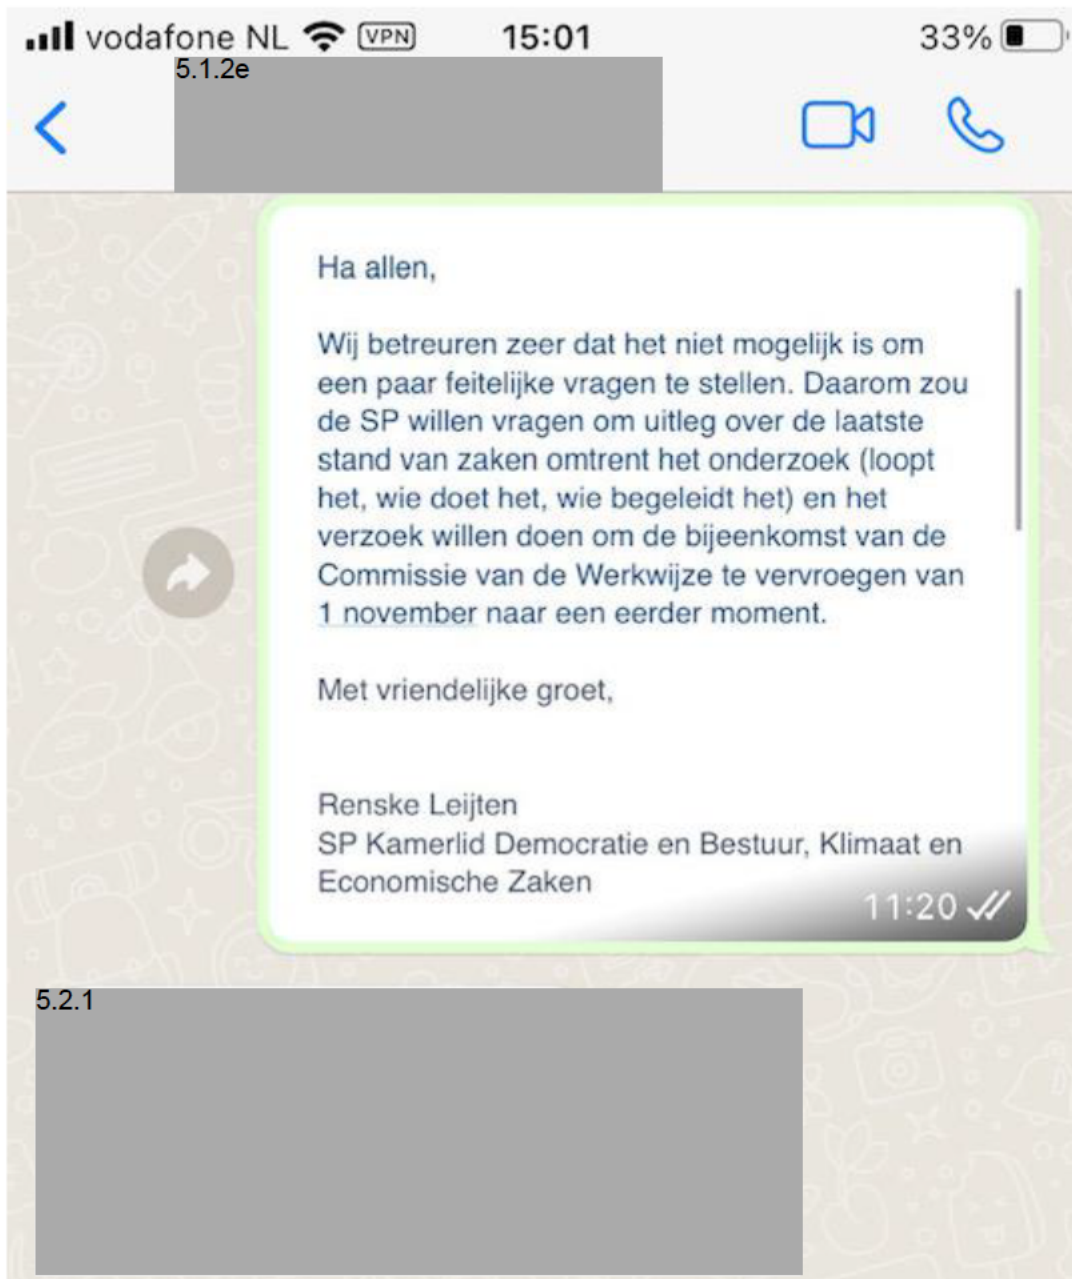 vodafone NL VPN 15:01 33%
5.1.2e
Ha allen,
Wij betreuren zeer dat het niet mogelijk is om
een paar feitelijke vragen te stellen. Daarom zou
de SP willen vragen om uitleg over de laatste
stand van zaken omtrent het onderzoek (loopt
het, wie doet het, wie begeleidt het) en het
verzoek willen doen om de bijeenkomst van de
Commissie van de Werkwijze te vervroegen van
1 november naar een eerder moment.
Met vriendelijke groet,
Renske Leijten
SP Kamerlid Democratie en Bestuur, Klimaat en
Economische Zaken
11:20
5.2.1